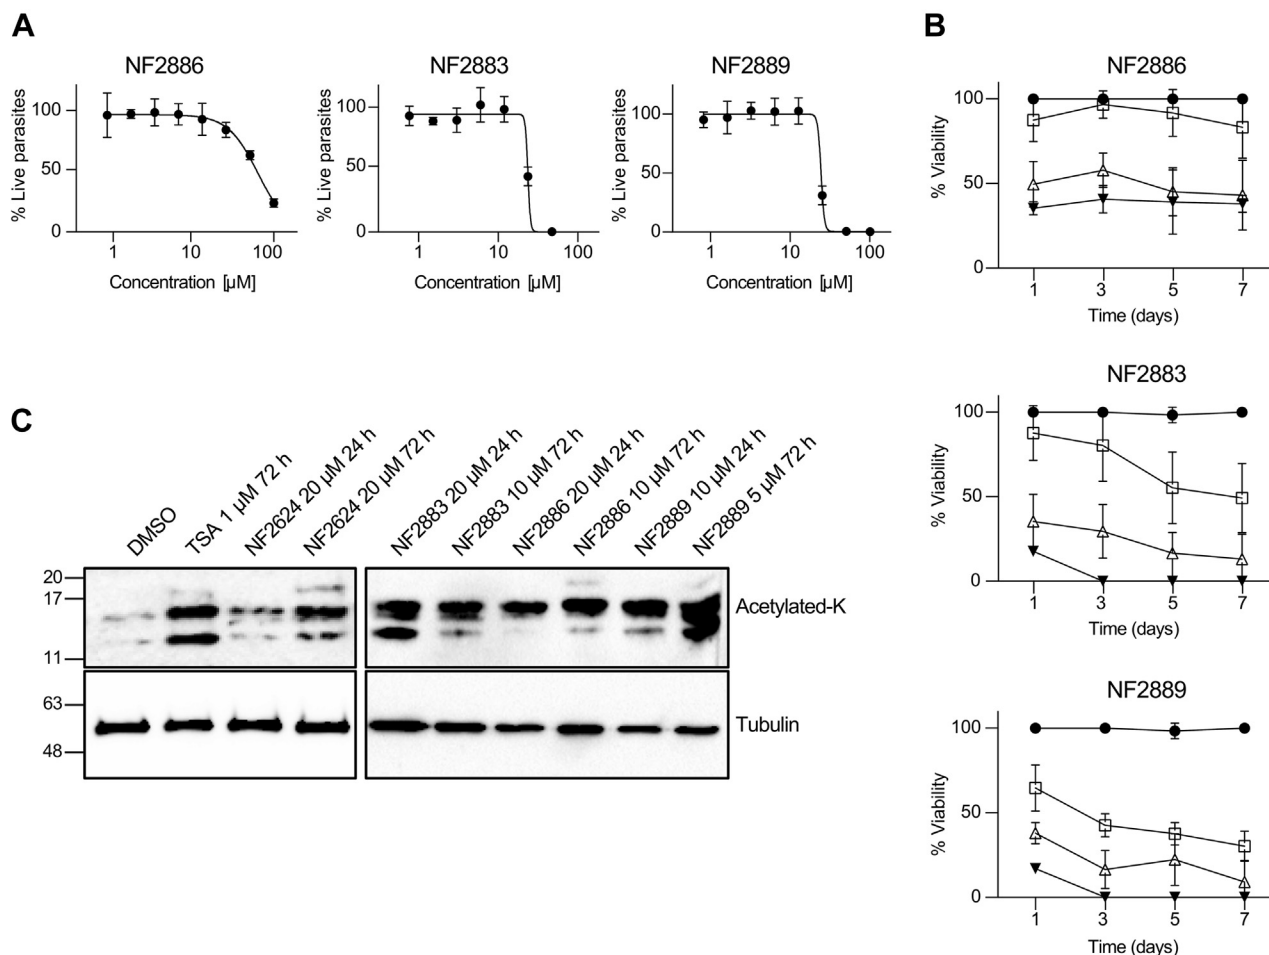 A
NF2886
% Live parasites
100
50
0
1
10
100
Concentration [µM]
NF2883
% Live parasites
100
50
0
1
10
100
Concentration [µM]
NF2889
% Live parasites
100
50
0
1
10
100
Concentration [µM]
B
NF2886
% Viability
100
50
0
1
3
5
7
Time (days)
NF2883
% Viability
100
50
0
1
3
5
7
Time (days)
NF2889
% Viability
100
50
0
1
3
5
7
Time (days)
C
DMSO
TSA 1 µM 72 h
NF2624 20 µM 24 h
NF2624 20 µM 72 h
NF2883 20 µM 24 h
NF2883 10 µM 72 h
NF2886 20 µM 24 h
NF2886 10 µM 72 h
NF2889 10 µM 24 h
NF2889 5 µM 72 h
20
17
11
Acetylated-K
63
48
Tubulin